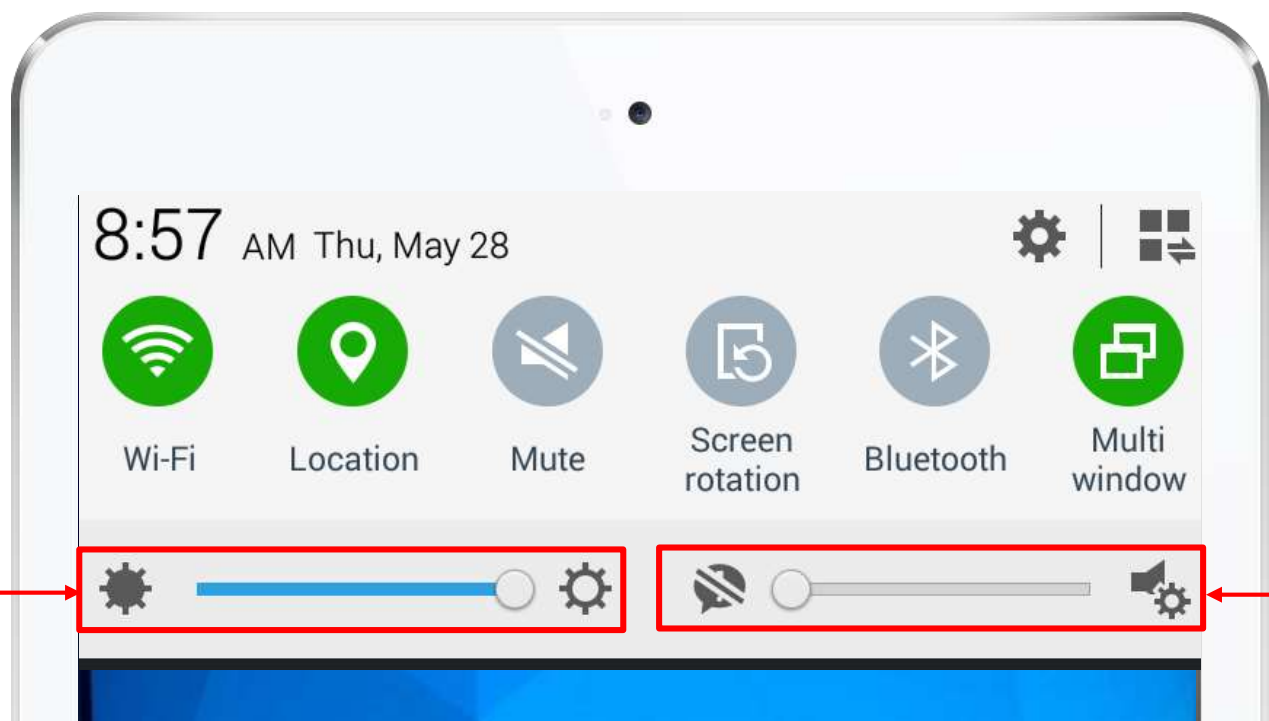 8:57 AM Thu, May 28
Wi-Fi
Location
Mute
Screen
rotation
Bluetooth
Multi
window